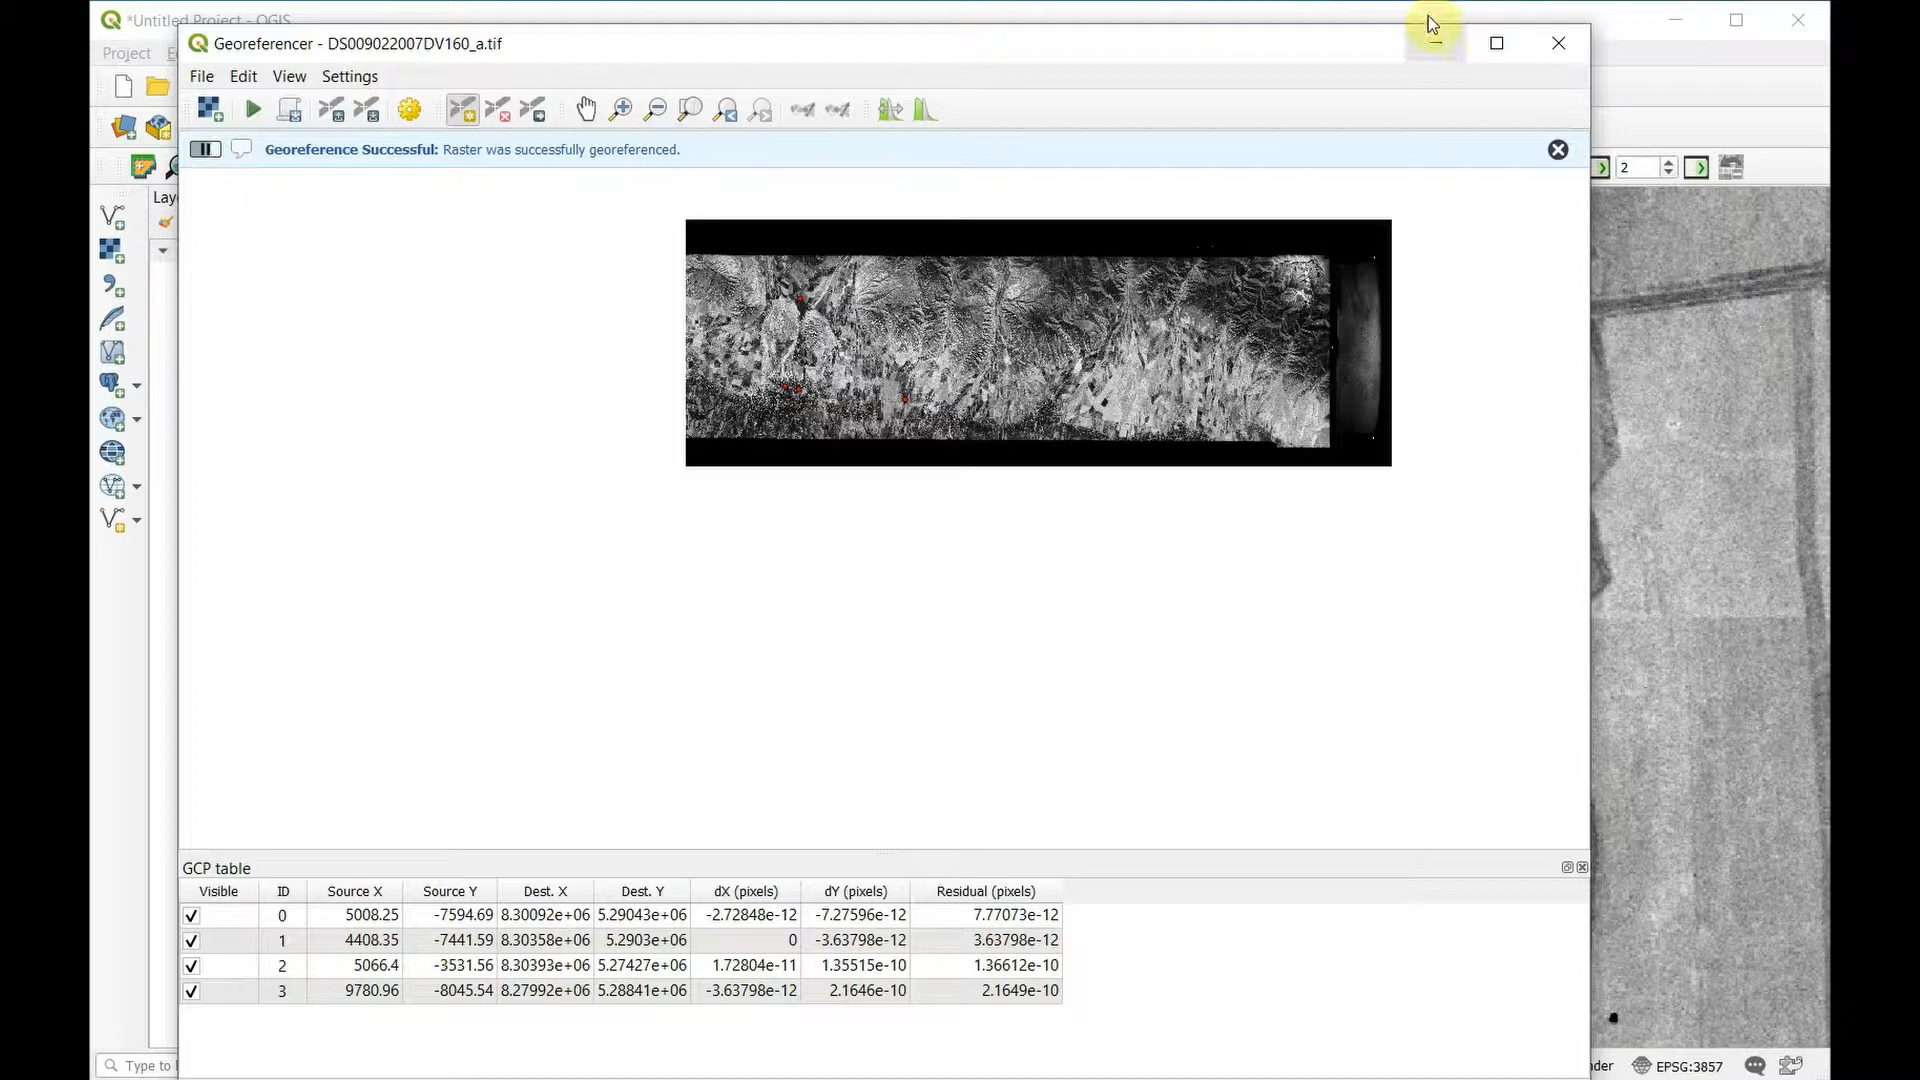 *Untitled Project - QGIS
Project
Georeferencer - DS009022007DV160_a.tif
File Edit View Settings
Georeference Successful: Raster was successfully georeferenced.
2
GCP table
Visible ID Source X Source Y Dest. X Dest. Y dX (pixels) dY (pixels) Residual (pixels)
0 5008.25 -7594.69 8.30092e+06 5.29043e+06 -2.72848e-12 -7.27596e-12 7.77073e-12
1 4408.35 -7441.59 8.30358e+06 5.2903e+06 0 -3.63798e-12 3.63798e-12
2 5066.4 -3531.56 8.30393e+06 5.27427e+06 1.72804e-11 1.35515e-10 1.36612e-10
3 9780.96 -8045.54 8.27992e+06 5.28841e+06 -3.63798e-12 2.1646e-10 2.1649e-10
Type to
EPSG:3857